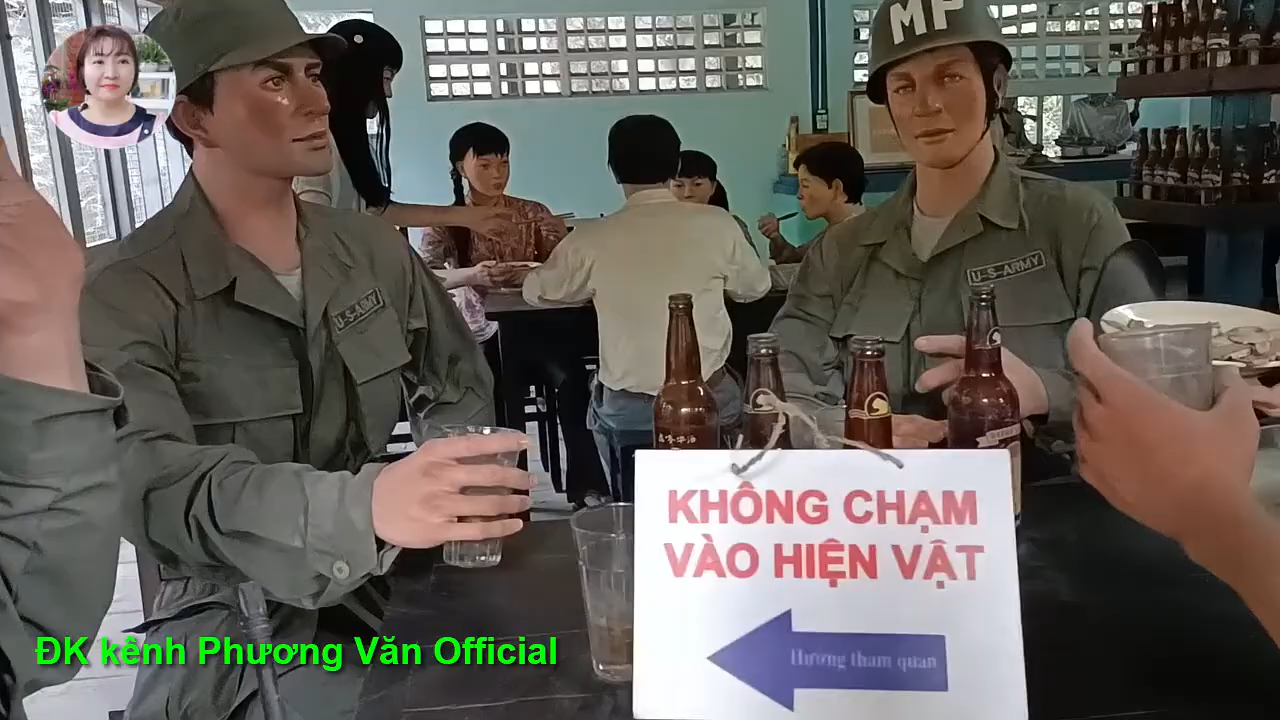 MP
U-S-ARMY
U-S-ARMY
KHÔNG CHẠM
VÀO HIỆN VẬT
Hướng tham quan
ĐK kênh Phương Văn Official